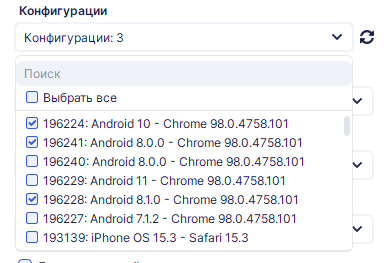 Конфигурации
Конфигурации: 3
Поиск
Выбрать все
196224: Android 10 - Chrome 98.0.4758.101
196241: Android 8.0.0 - Chrome 98.0.4758.101
196240: Android 8.0.0 - Chrome 98.0.4758.101
196229: Android 11 - Chrome 98.0.4758.101
196228: Android 8.1.0 - Chrome 98.0.4758.101
196227: Android 7.1.2 - Chrome 98.0.4758.101
193139: iPhone OS 15.3 - Safari 15.3